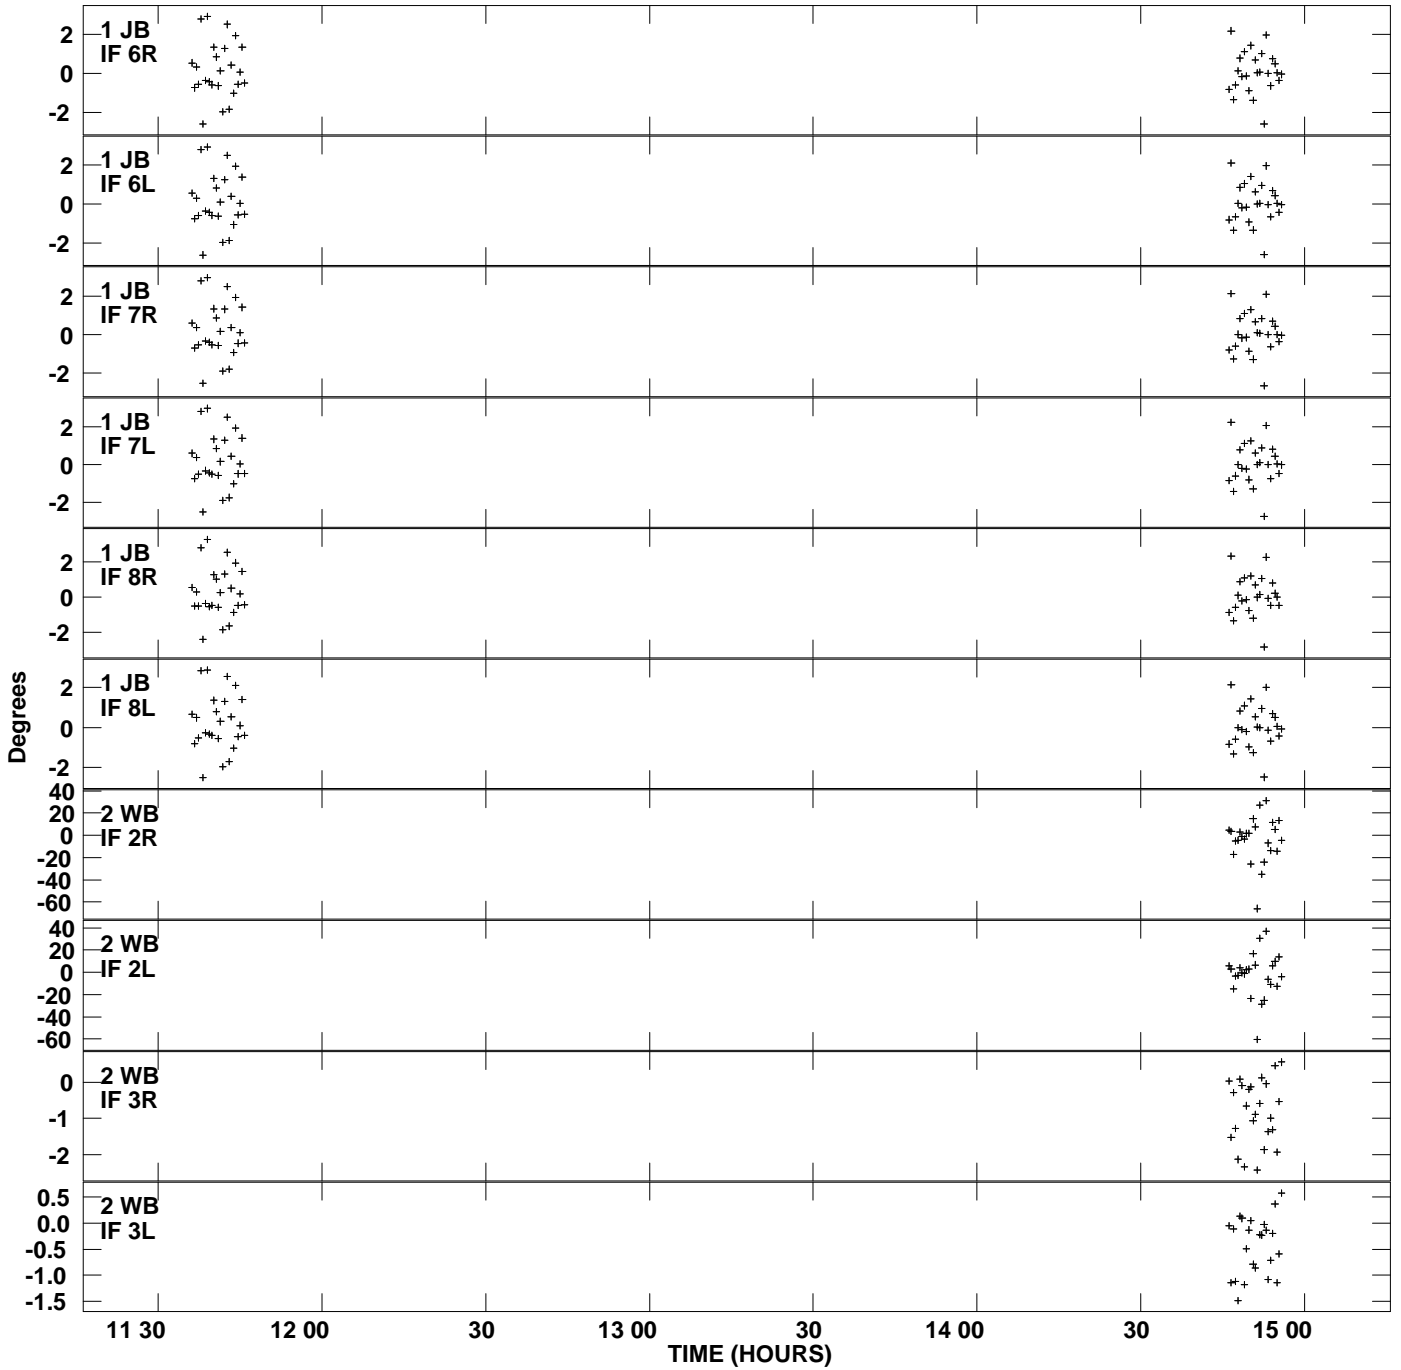 1 JB
IF 6R
2
0
-2
1 JB
IF 6L
2
0
-2
1 JB
IF 7R
2
0
-2
1 JB
IF 7L
2
0
-2
1 JB
IF 8R
2
0
-2
1 JB
IF 8L
2
0
-2
Degrees
2 WB
IF 2R
40
20
0
-20
-40
-60
2 WB
IF 2L
40
20
0
-20
-40
-60
2 WB
IF 3R
0
-1
-2
2 WB
IF 3L
0.5
0.0
-0.5
-1.0
-1.5
11 30 12 00 30 13 00 30 14 00 30 15 00
TIME (HOURS)